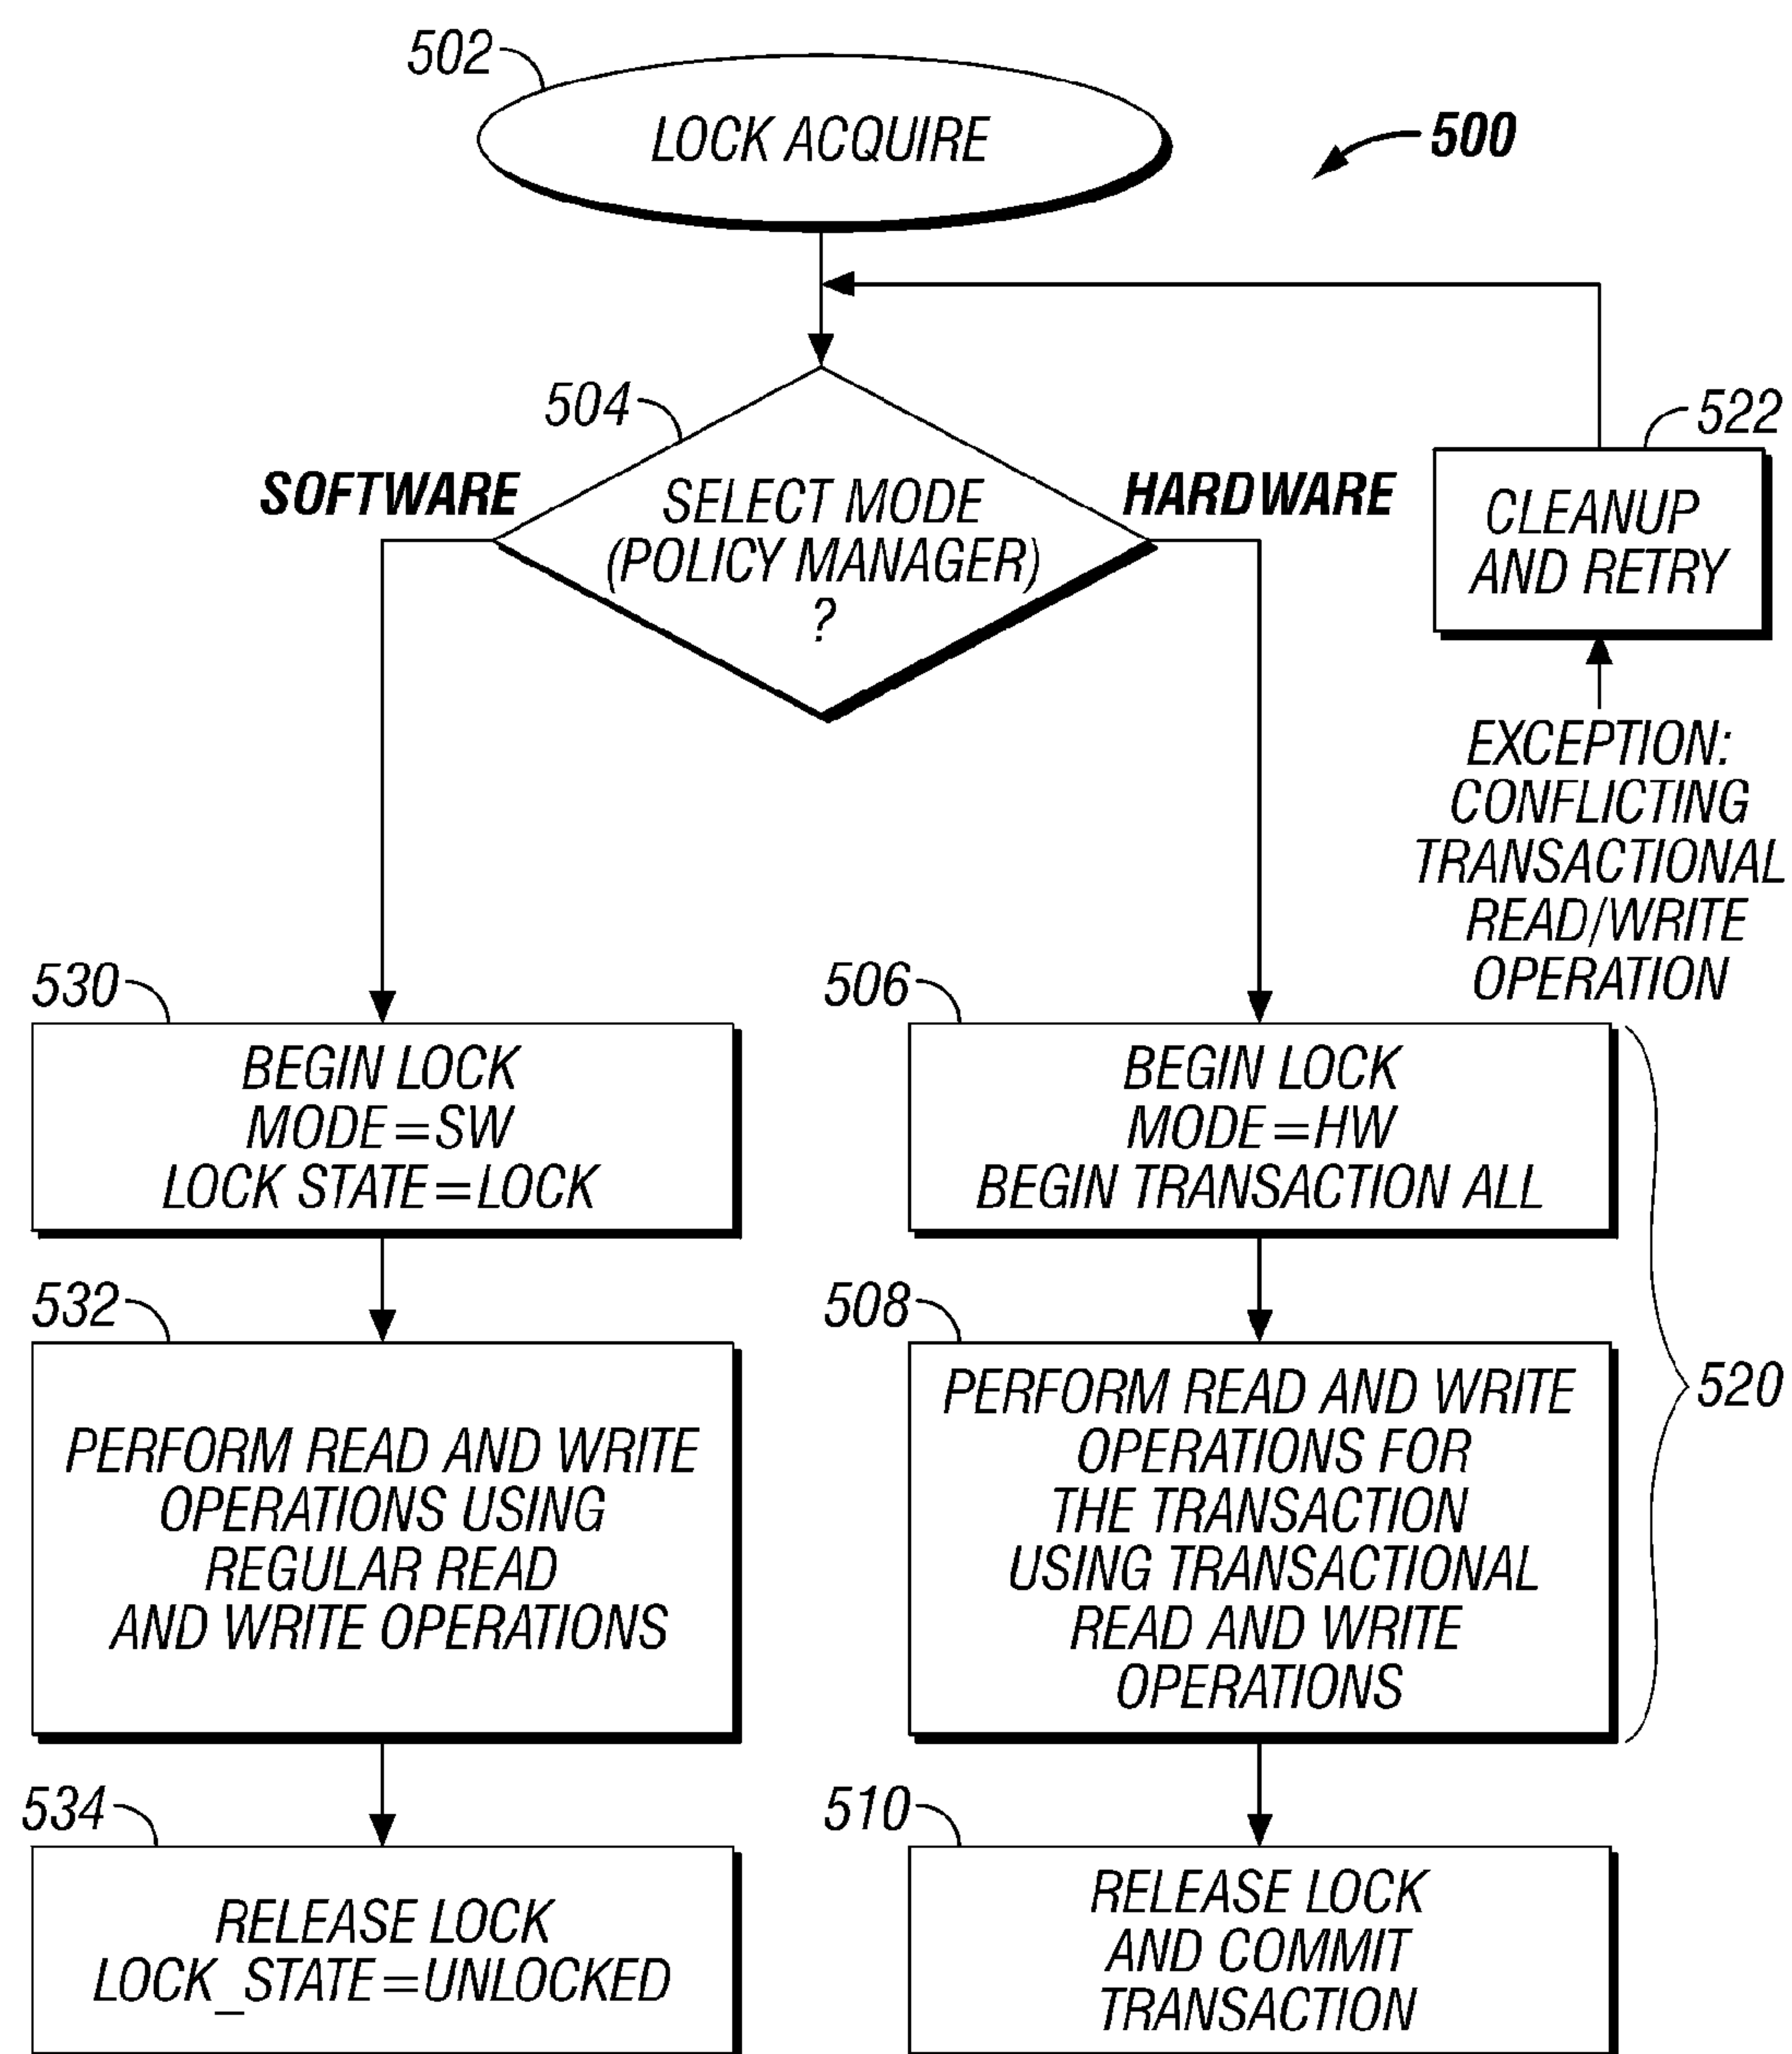 502
LOCK ACQUIRE
500
504
SOFTWARE
SELECT MODE
(POLICY MANAGER)
?
HARDWARE
522
CLEANUP
AND RETRY
EXCEPTION:
CONFLICTING
TRANSACTIONAL
READ/WRITE
OPERATION
530
BEGIN LOCK
MODE=SW
LOCK STATE=LOCK
506
BEGIN LOCK
MODE=HW
BEGIN TRANSACTION ALL
532
PERFORM READ AND WRITE
OPERATIONS USING
REGULAR READ
AND WRITE OPERATIONS
508
PERFORM READ AND WRITE
OPERATIONS FOR
THE TRANSACTION
USING TRANSACTIONAL
READ AND WRITE
OPERATIONS
520
534
RELEASE LOCK
LOCK_STATE=UNLOCKED
510
RELEASE LOCK
AND COMMIT
TRANSACTION